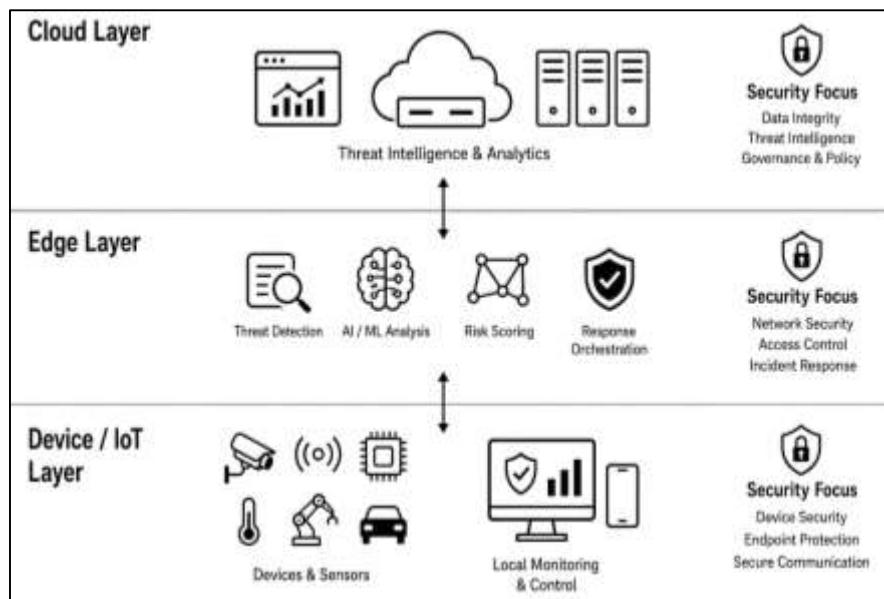 Cloud Layer
Threat Intelligence & Analytics
Security Focus
Data Integrity
Threat Intelligence
Governance & Policy
Edge Layer
Threat Detection
AI / ML Analysis
Risk Scoring
Response
Orchestration
Security Focus
Network Security
Access Control
Incident Response
Device / IoT
Layer
Devices & Sensors
Local Monitoring
& Control
Security Focus
Device Security
Endpoint Protection
Secure Communication